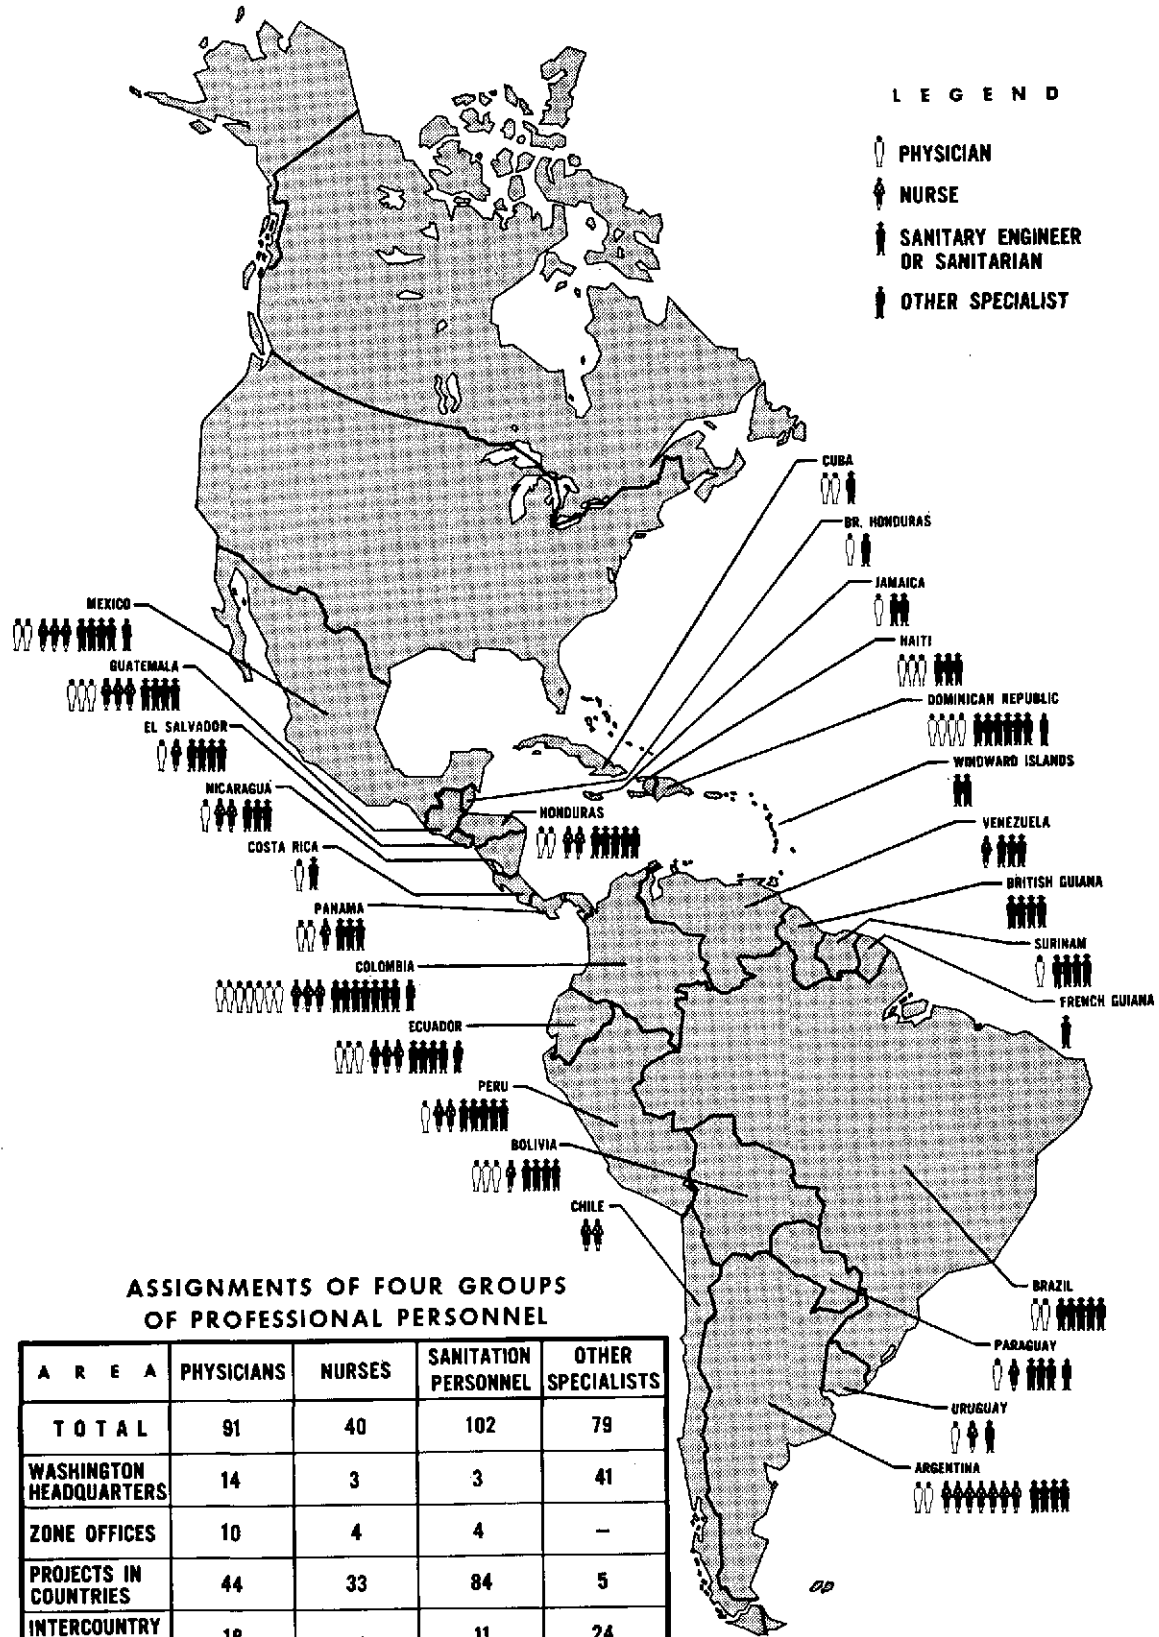 L E G E N D
PHYSICIAN
NURSE
SANITARY ENGINEER
OR SANITARIAN
OTHER SPECIALIST
CUBA
BR. HONDURAS
JAMAICA
HAITI
DOMINICAN REPUBLIC
WINDWARD ISLANDS
VENEZUELA
BRITISH GUIANA
SURINAM
FRENCH GUIANA
MEXICO
GUATEMALA
EL SALVADOR
NICARAGUA
COSTA RICA
HONDURAS
PANAMA
COLOMBIA
ECUADOR
PERU
BOLIVIA
CHILE
BRAZIL
PARAGUAY
URUGUAY
ARGENTINA
ASSIGNMENTS OF FOUR GROUPS
OF PROFESSIONAL PERSONNEL
A R E A PHYSICIANS NURSES SANITATION PERSONNEL OTHER SPECIALISTS
TOTAL 91 40 102 79
WASHINGTON HEADQUARTERS 14 3 3 41
ZONE OFFICES 10 4 4 –
PROJECTS IN COUNTRIES 44 33 84 5
INTERCOUNTRY 11 24